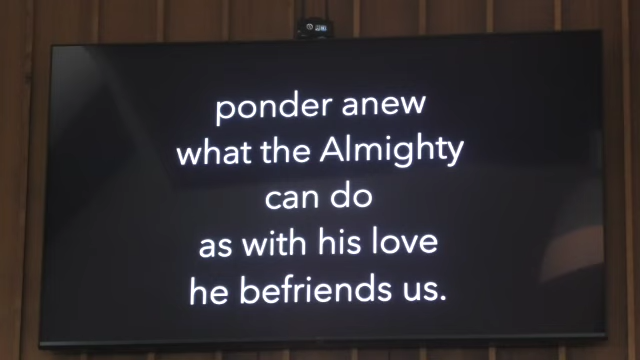 ponder anew
what the Almighty
can do
as with his love
he befriends us.